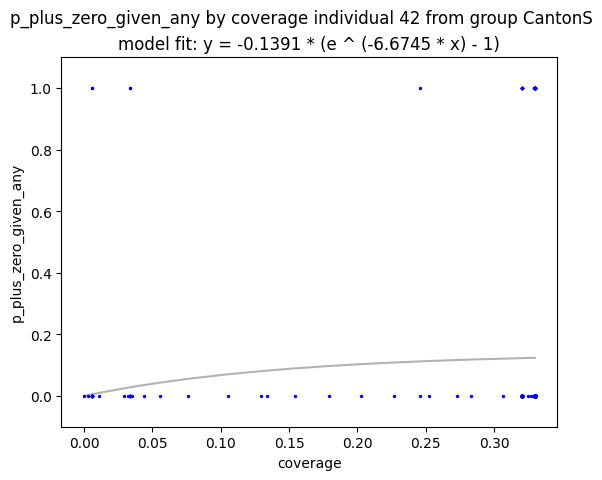 p_plus_zero_given_any by coverage individual 42 from group CantonS
model fit: y = -0.1391 * (e ^ (-6.6745 * x) - 1)
1.0
0.8
0.6
0.4
0.2
0.0
p_plus_zero_given_any
0.00 0.05 0.10 0.15 0.20 0.25 0.30
coverage